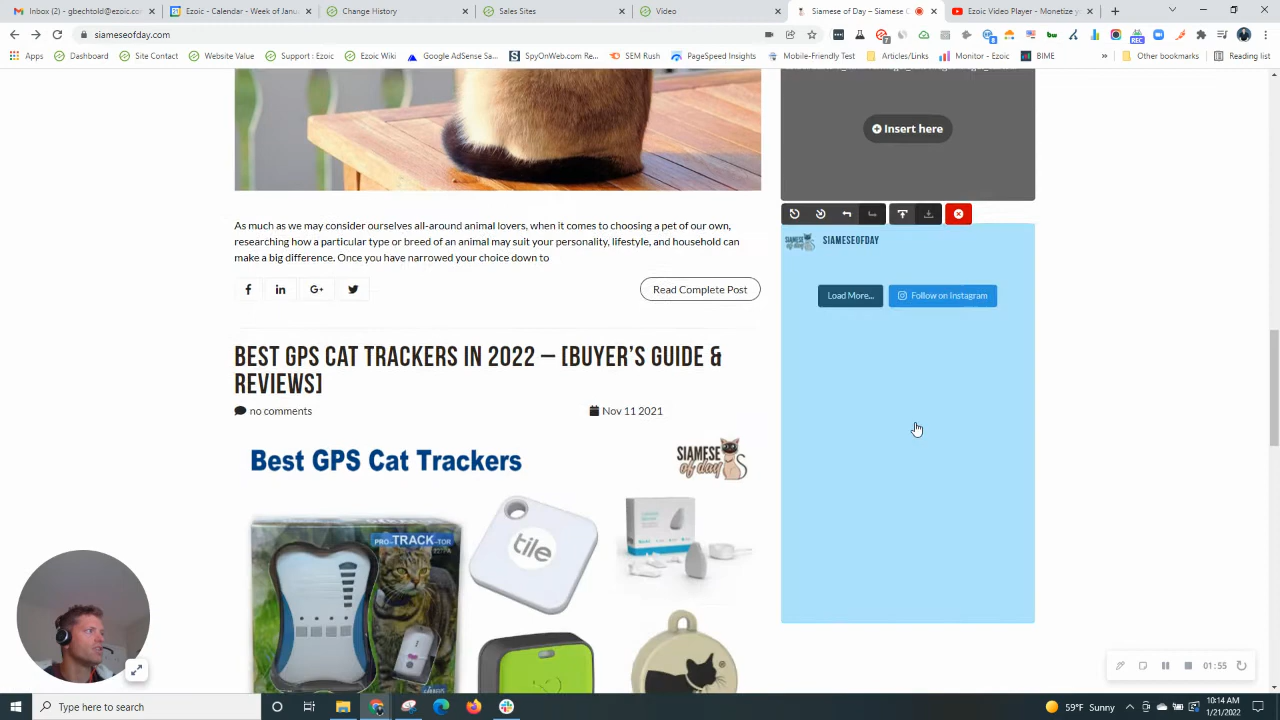 Inbox (2) - gbechtold@ezoic.com
Ezoic - Calendar - Week of Janu
Change History
Sales Sites
Video
Siamese of Day – Siamese C
Ezoic Video Player - Monetize y
siameseofday.com
Apps
Dashboard
Site Contact
Website Value
Support : Ezoic
Ezoic Wiki
Google AdSense Sa...
SpyOnWeb.com Re...
SEM Rush
PageSpeed Insights
Mobile-Friendly Test
Articles/Links
Monitor - Ezoic
BIME
»
Other bookmarks
Reading list
Insert here
As much as we may consider ourselves all-around animal lovers, when it comes to choosing a pet of our own,
researching how a particular type or breed of an animal may suit your personality, lifestyle, and household can
make a big difference. Once you have narrowed your choice down to
Read Complete Post
SIAMESEOFDAY
Load More...
Follow on Instagram
BEST GPS CAT TRACKERS IN 2022 – [BUYER'S GUIDE &
REVIEWS]
no comments
Nov 11 2021
Best GPS Cat Trackers
SIAMESE
of day
PRO-TRACK-TOR
tile
01:55
Type here to search
59°F Sunny
10:14 AM
1/21/2022